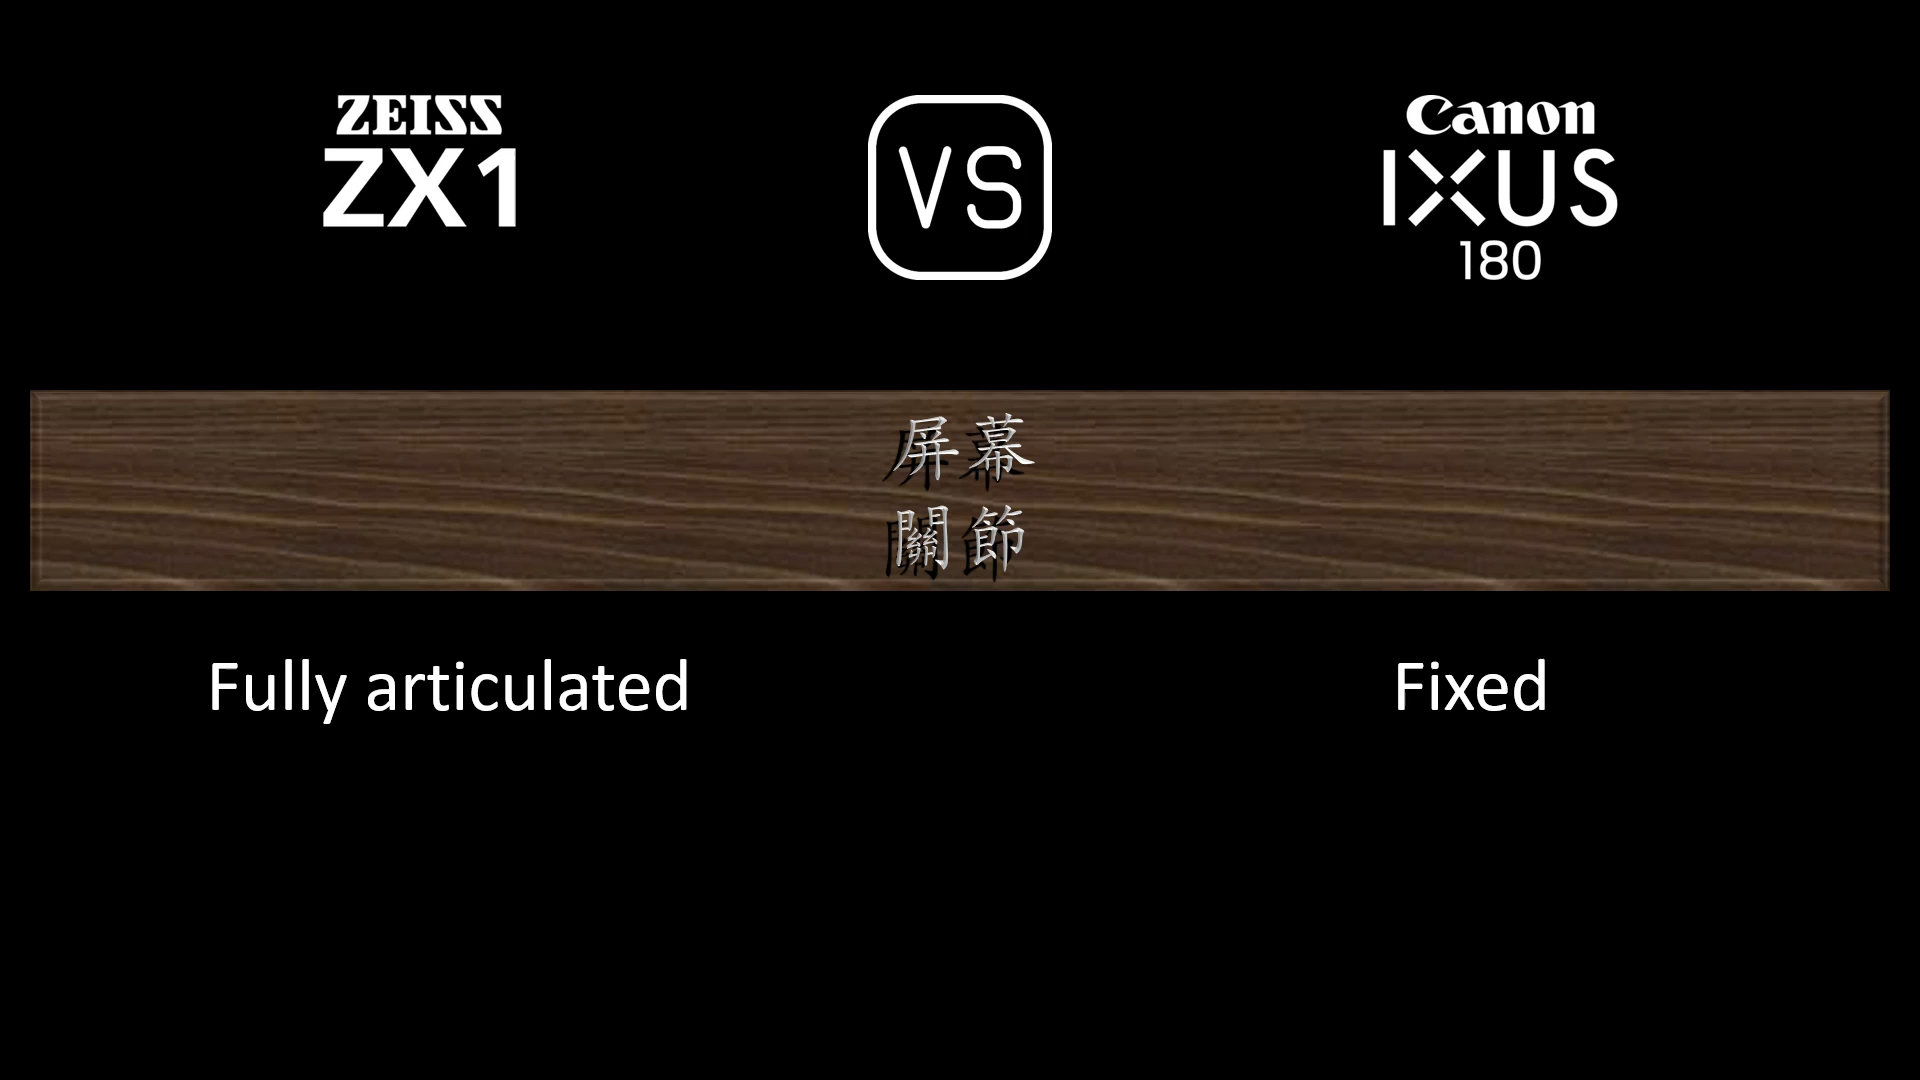 ZEISS
ZX1
VS
Canon
IXUS
180
屏幕
關節
Fully articulated
Fixed